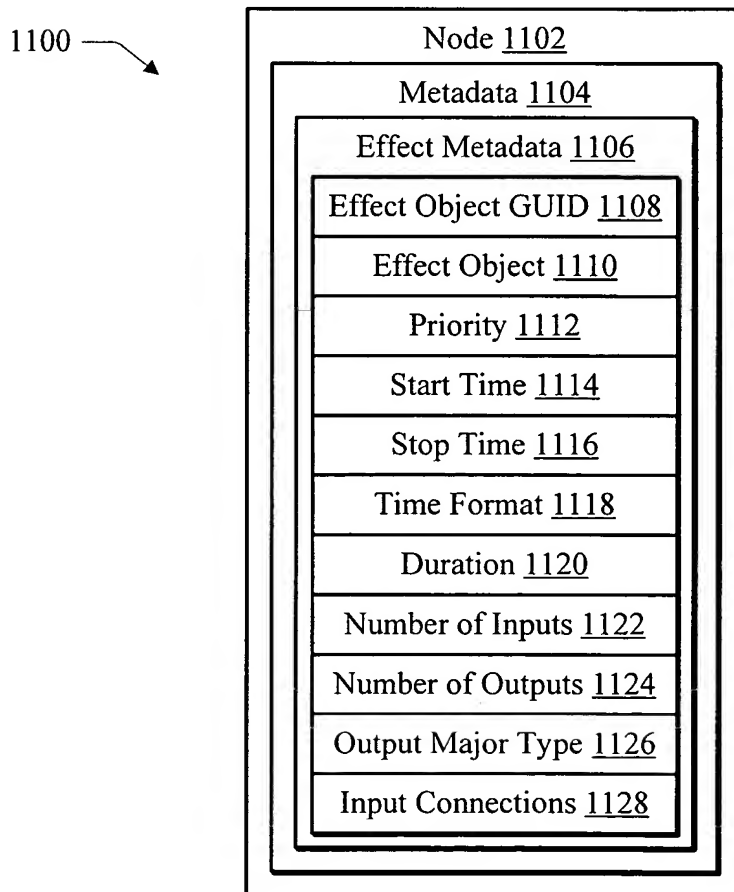 1100
Node 1102
Metadata 1104
Effect Metadata 1106
Effect Object GUID 1108
Effect Object 1110
Priority 1112
Start Time 1114
Stop Time 1116
Time Format 1118
Duration 1120
Number of Inputs 1122
Number of Outputs 1124
Output Major Type 1126
Input Connections 1128